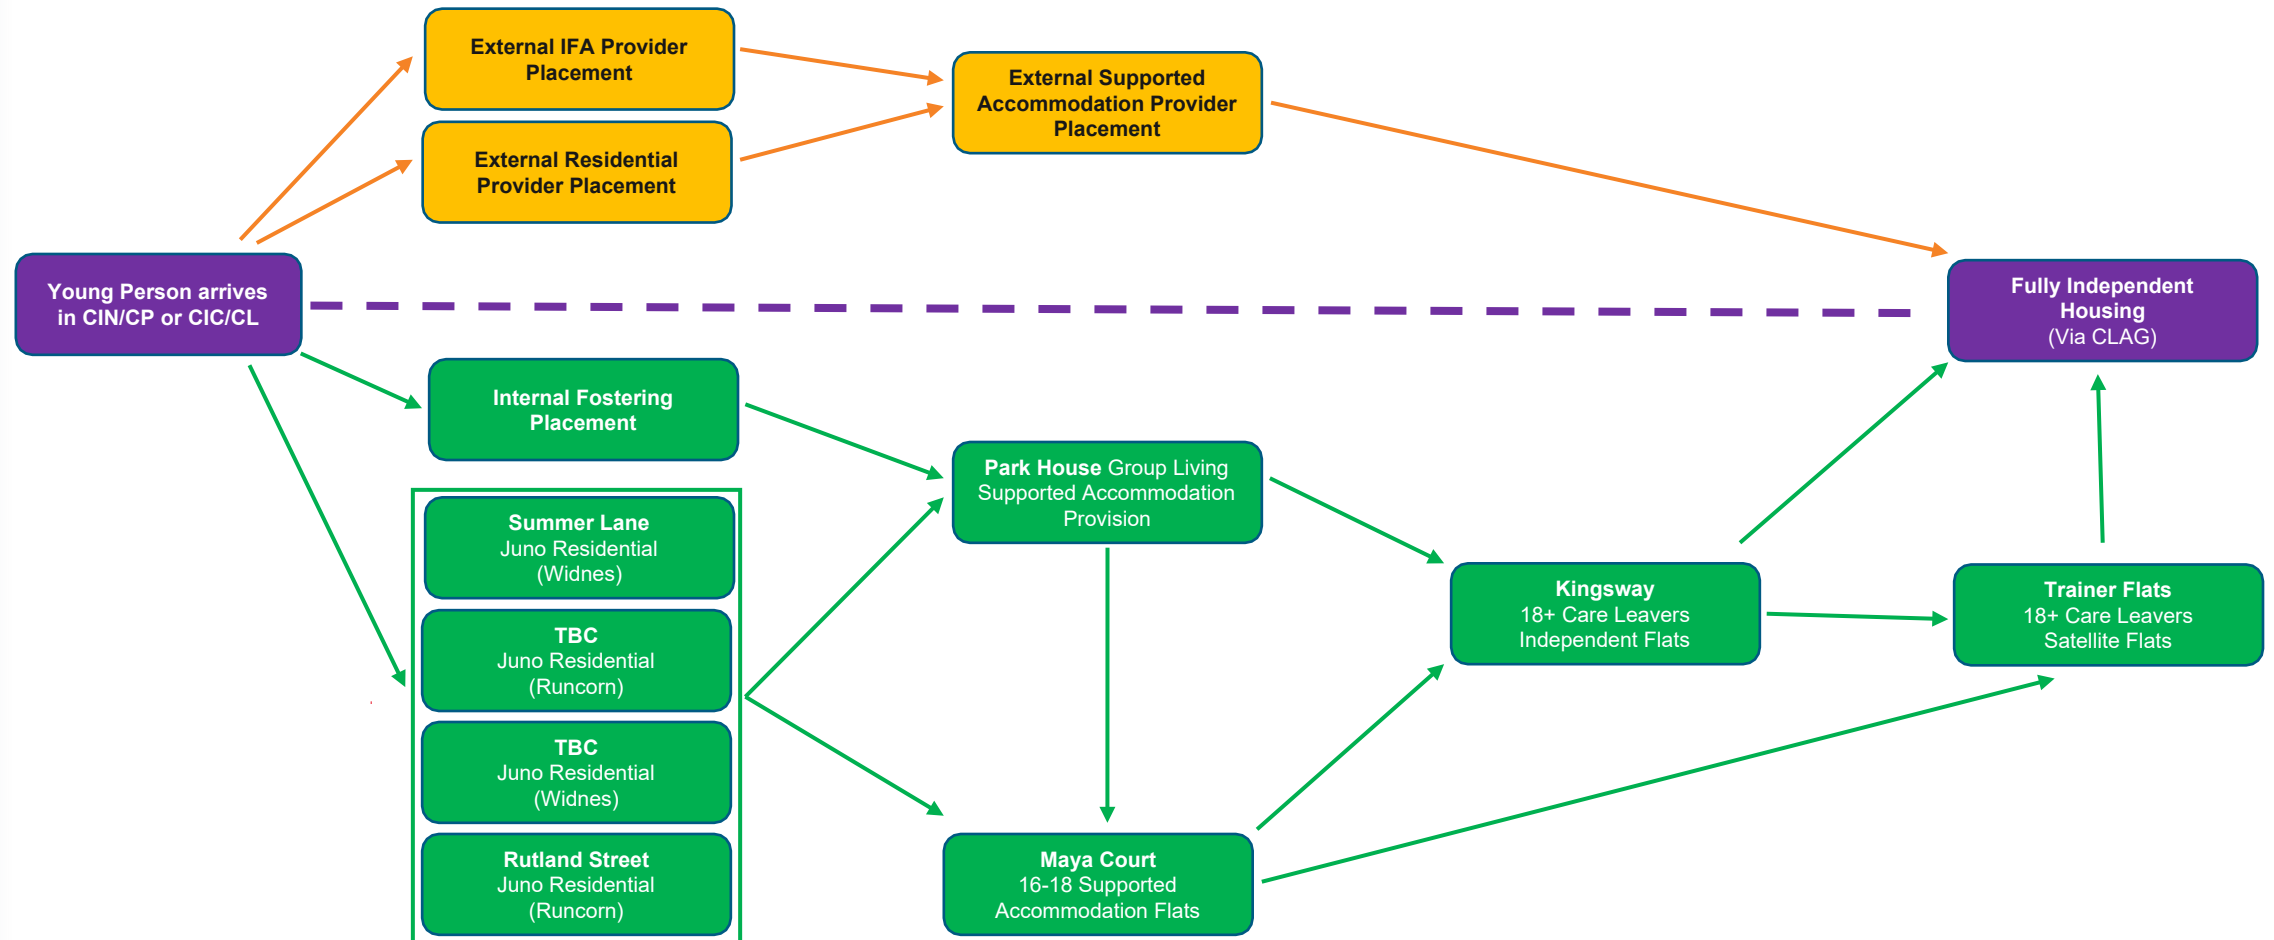 External IFA Provider
Placement
External Residential
Provider Placement
External Supported
Accommodation Provider
Placement
Young Person arrives
in CIN/CP or CIC/CL
Fully Independent
Housing
(Via CLAG)
Internal Fostering
Placement
Summer Lane
Juno Residential
(Widnes)
TBC
Juno Residential
(Runcorn)
TBC
Juno Residential
(Widnes)
Rutland Street
Juno Residential
(Runcorn)
Park House Group Living
Supported Accommodation
Provision
Maya Court
16-18 Supported
Accommodation Flats
Kingsway
18+ Care Leavers
Independent Flats
Trainer Flats
18+ Care Leavers
Satellite Flats